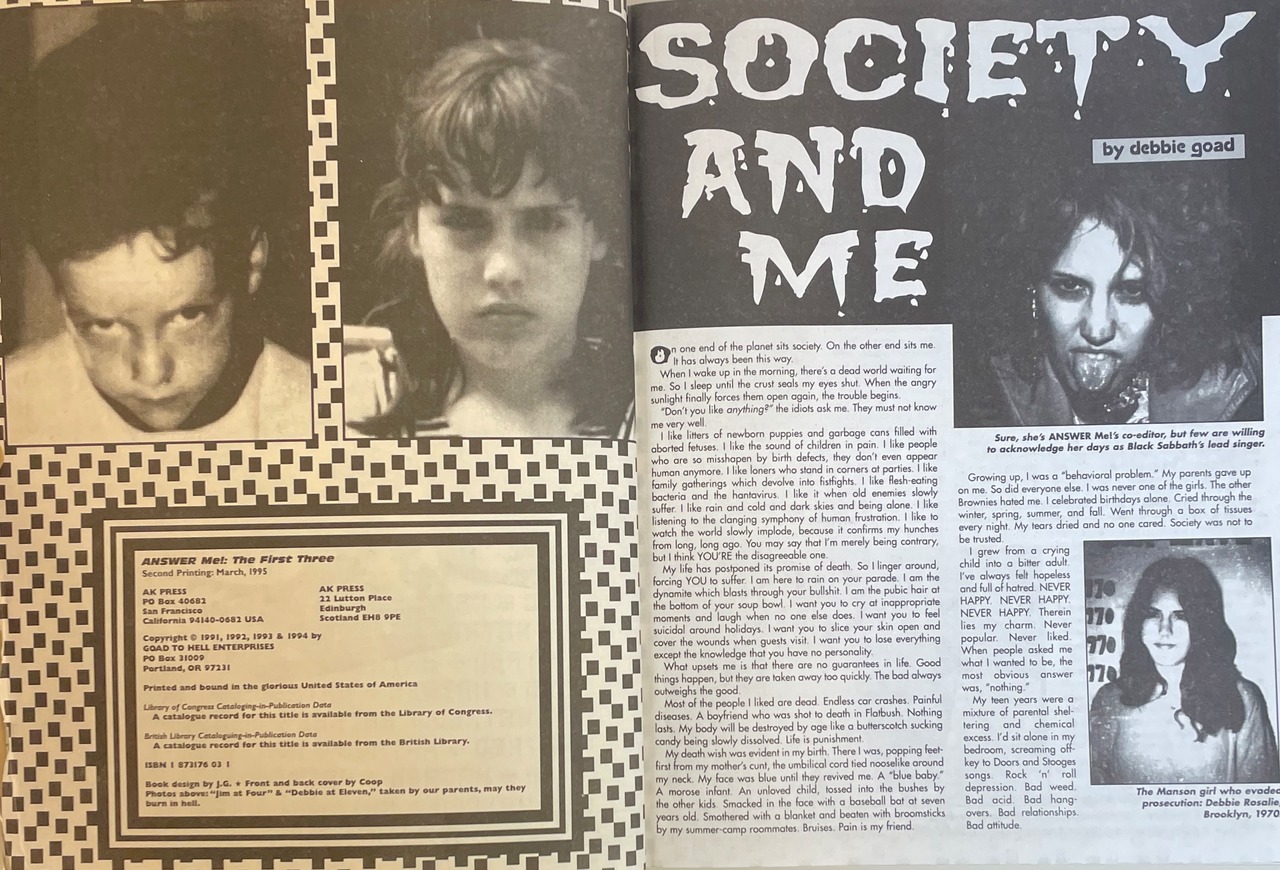 ANSWER Me!: The First Three
Second Printing: March, 1995
AK PRESS
PO Box 40682
San Francisco
California 94140-0682 USA
AK PRESS
22 Lutton Place
Edinburgh
Scotland EH8 9PE
Copyright © 1991, 1992, 1993 & 1994 by
GOAD TO HELL ENTERPRISES
PO Box 31009
Portland, OR 97231
Printed and bound in the glorious United States of America
Library of Congress Cataloging-in-Publication Data
A catalogue record for this title is available from the Library of Congress.
British Library Cataloguing-in-Publication Data
A catalogue record for this title is available from the British Library.
ISBN 1 873176 03 1
Book design by J.G. + Front and back cover by Coop
Photos above: "Jim at Four" & "Debbie at Eleven," taken by our parents, may they
burn in hell.
SOCIETY
AND
ME
by debbie goad
On one end of the planet sits society. On the other end sits me.
It has always been this way.
When I wake up in the morning, there's a dead world waiting for
me. So I sleep until the crust seals my eyes shut. When the angry
sunlight finally forces them open again, the trouble begins.
"Don't you like anything?" the idiots ask me. They must not know
me very well.
I like litters of newborn puppies and garbage cans filled with
aborted fetuses. I like the sound of children in pain. I like people
who are so misshapen by birth defects, they don't even appear
human anymore. I like loners who stand in corners at parties. I like
family gatherings which devolve into fistfights. I like flesh-eating
bacteria and the hantavirus. I like it when old enemies slowly
suffer. I like rain and cold and dark skies and being alone. I like
listening to the clanging symphony of human frustration. I like to
watch the world slowly implode, because it confirms my hunches
from long, long ago. You may say that I'm merely being contrary,
but I think YOU'RE the disagreeable one.
My life has postponed its promise of death. So I linger around,
forcing YOU to suffer. I am here to rain on your parade. I am the
dynamite which blasts through your bullshit. I am the pubic hair at
the bottom of your soup bowl. I want you to cry at inappropriate
moments and laugh when no one else does. I want you to feel
suicidal around holidays. I want you to slice your skin open and
cover the wounds when guests visit. I want you to lose everything
except the knowledge that you have no personality.
What upsets me is that there are no guarantees in life. Good
things happen, but they are taken away too quickly. The bad always
outweighs the good.
Most of the people I liked are dead. Endless car crashes. Painful
diseases. A boyfriend who was shot to death in Flatbush. Nothing
lasts. My body will be destroyed by age like a butterscotch sucking
candy being slowly dissolved. Life is punishment.
My death wish was evident in my birth. There I was, popping feet-
first from my mother's cunt, the umbilical cord tied nooselike around
my neck. My face was blue until they revived me. A "blue baby."
A morose infant. An unloved child, tossed into the bushes by
the other kids. Smacked in the face with a baseball bat at seven
years old. Smothered with a blanket and beaten with broomsticks
by my summer-camp roommates. Bruises. Pain is my friend.
Sure, she's ANSWER Me!'s co-editor, but few are willing
to acknowledge her days as Black Sabbath's lead singer.
Growing up, I was a "behavioral problem." My parents gave up
on me. So did everyone else. I was never one of the girls. The other
Brownies hated me. I celebrated birthdays alone. Cried through the
winter, spring, summer, and fall. Went through a box of tissues
every night. My tears dried and no one cared. Society was not to
be trusted.
I grew from a crying
child into a bitter adult.
I've always felt hopeless
and full of hatred. NEVER
HAPPY. NEVER HAPPY.
NEVER HAPPY. Therein
lies my charm. Never
popular. Never liked.
When people asked me
what I wanted to be, the
most obvious answer
was, "nothing."
My teen years were a
mixture of parental shel-
tering and chemical
excess. I'd sit alone in my
bedroom, screaming off-
key to Doors and Stooges
songs. Rock 'n' roll
depression. Bad weed.
Bad acid. Bad hang-
overs. Bad relationships.
Bad attitude.
970
970
970
970
The Manson girl who evaded
prosecution: Debbie Rosalie,
Brooklyn, 1970